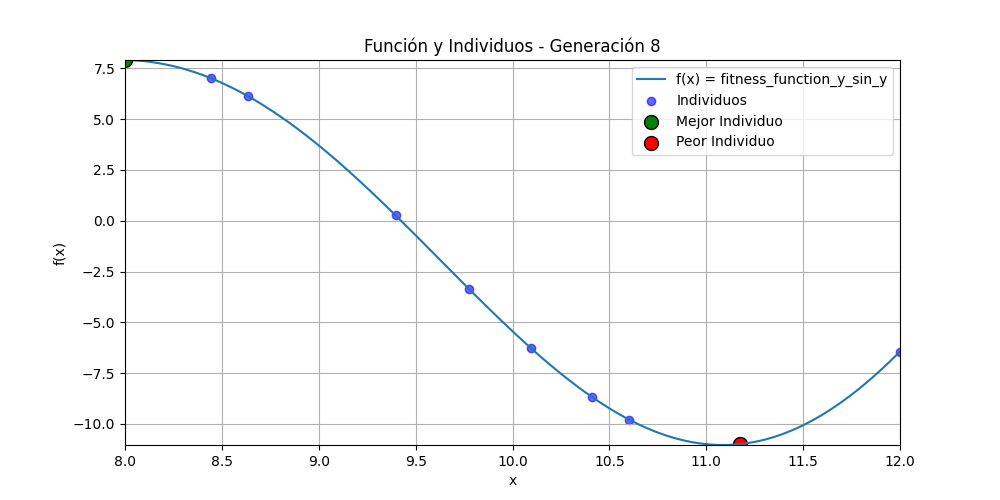 Función y Individuos - Generación 8
f(x) = fitness_function_y_sin_y
Individuos
Mejor Individuo
Peor Individuo
7.5
5.0
2.5
0.0
−2.5
−5.0
−7.5
−10.0
f(x)
8.0 8.5 9.0 9.5 10.0 10.5 11.0 11.5 12.0
x